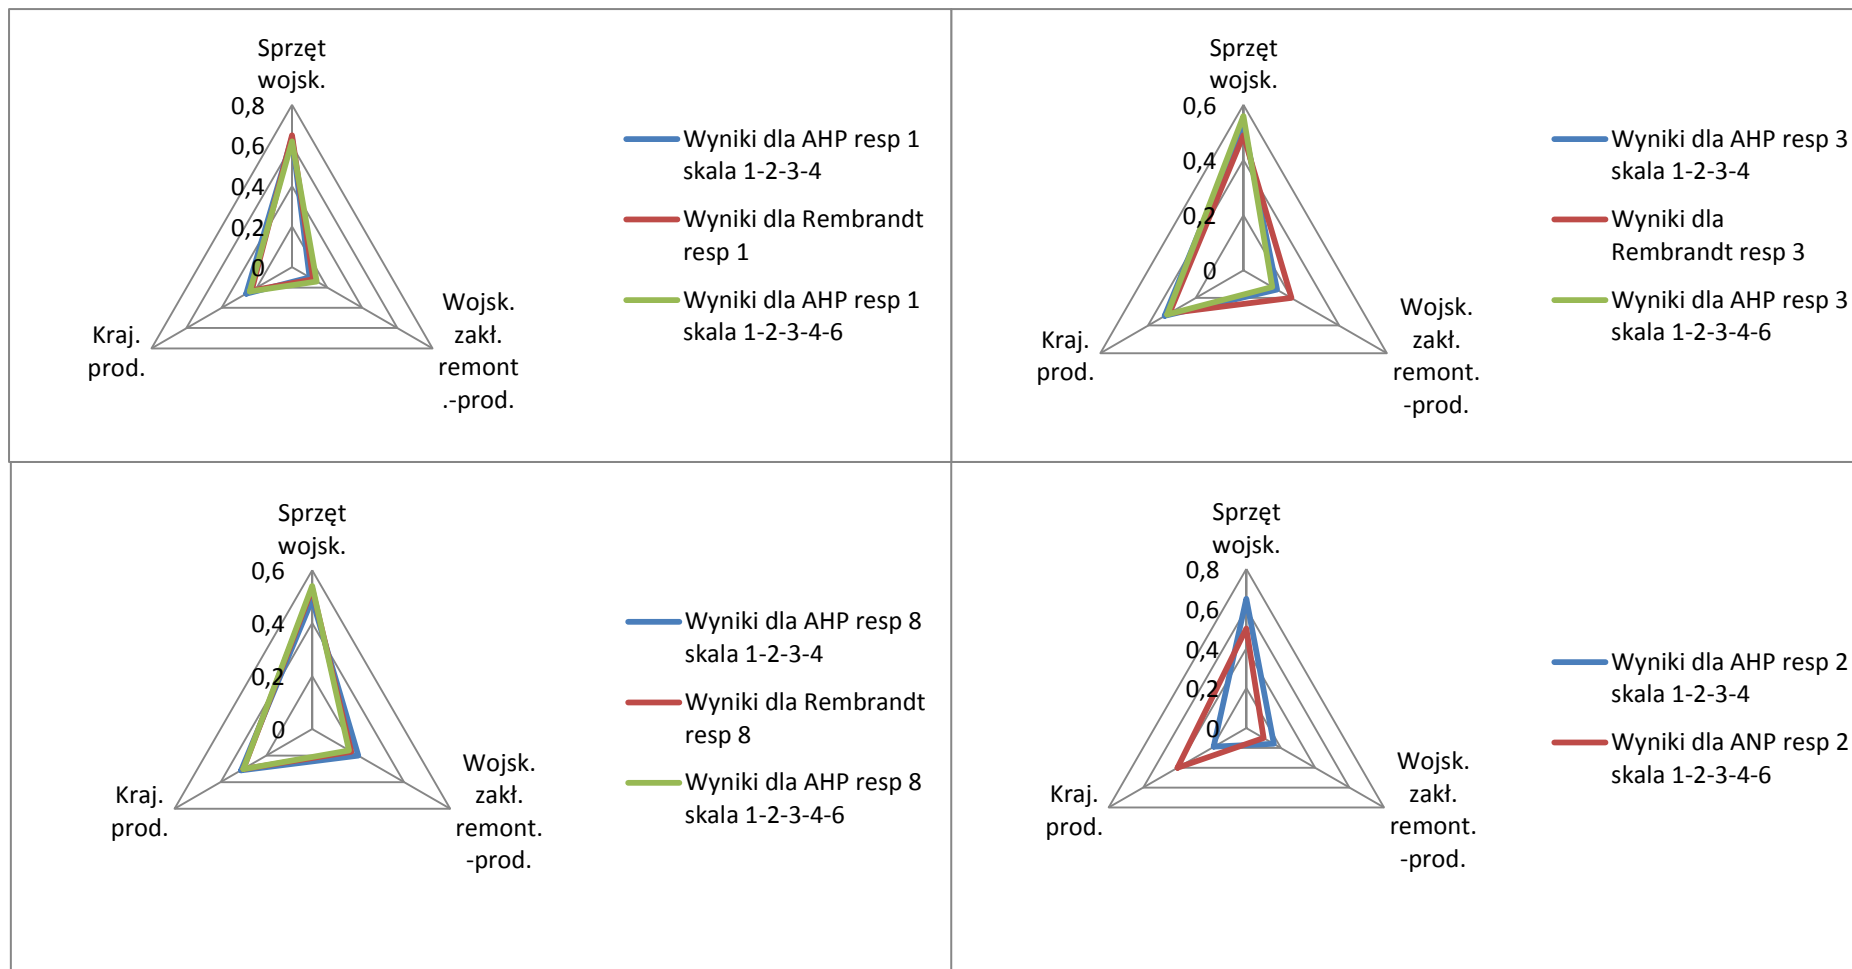 Sprzęt
wojsk.
0,8
0,6
0,4
0,2
0
Wojsk.
zakł.
remont
.-prod.
Kraj.
prod.
Wyniki dla AHP resp 1
skala 1-2-3-4
Wyniki dla Rembrandt
resp 1
Wyniki dla AHP resp 1
skala 1-2-3-4-6
Sprzęt
wojsk.
0,6
0,4
0,2
0
Wojsk.
zakł.
remont.
-prod.
Kraj.
prod.
Wyniki dla AHP resp 3
skala 1-2-3-4
Wyniki dla
Rembrandt resp 3
Wyniki dla AHP resp 3
skala 1-2-3-4-6
Sprzęt
wojsk.
0,6
0,4
0,2
0
Wojsk.
zakł.
remont.
-prod.
Kraj.
prod.
Wyniki dla AHP resp 8
skala 1-2-3-4
Wyniki dla Rembrandt
resp 8
Wyniki dla AHP resp 8
skala 1-2-3-4-6
Sprzęt
wojsk.
0,8
0,6
0,4
0,2
0
Wojsk.
zakł.
remont.
-prod.
Kraj.
prod.
Wyniki dla AHP resp 2
skala 1-2-3-4
Wyniki dla ANP resp 2
skala 1-2-3-4-6